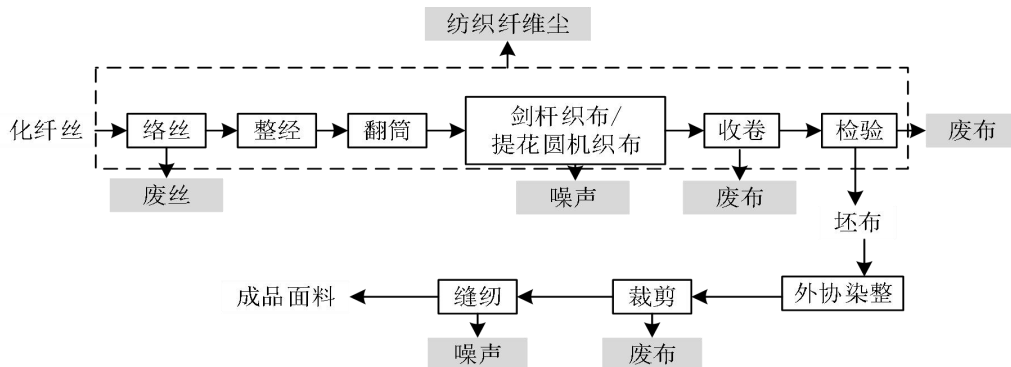 纺织纤维尘
化纤丝
络丝
整经
翻筒
剑杆织布/
提花圆机织布
收卷
检验
废布
废丝
噪声
废布
坯布
成品面料
缝纫
裁剪
外协染整
噪声
废布